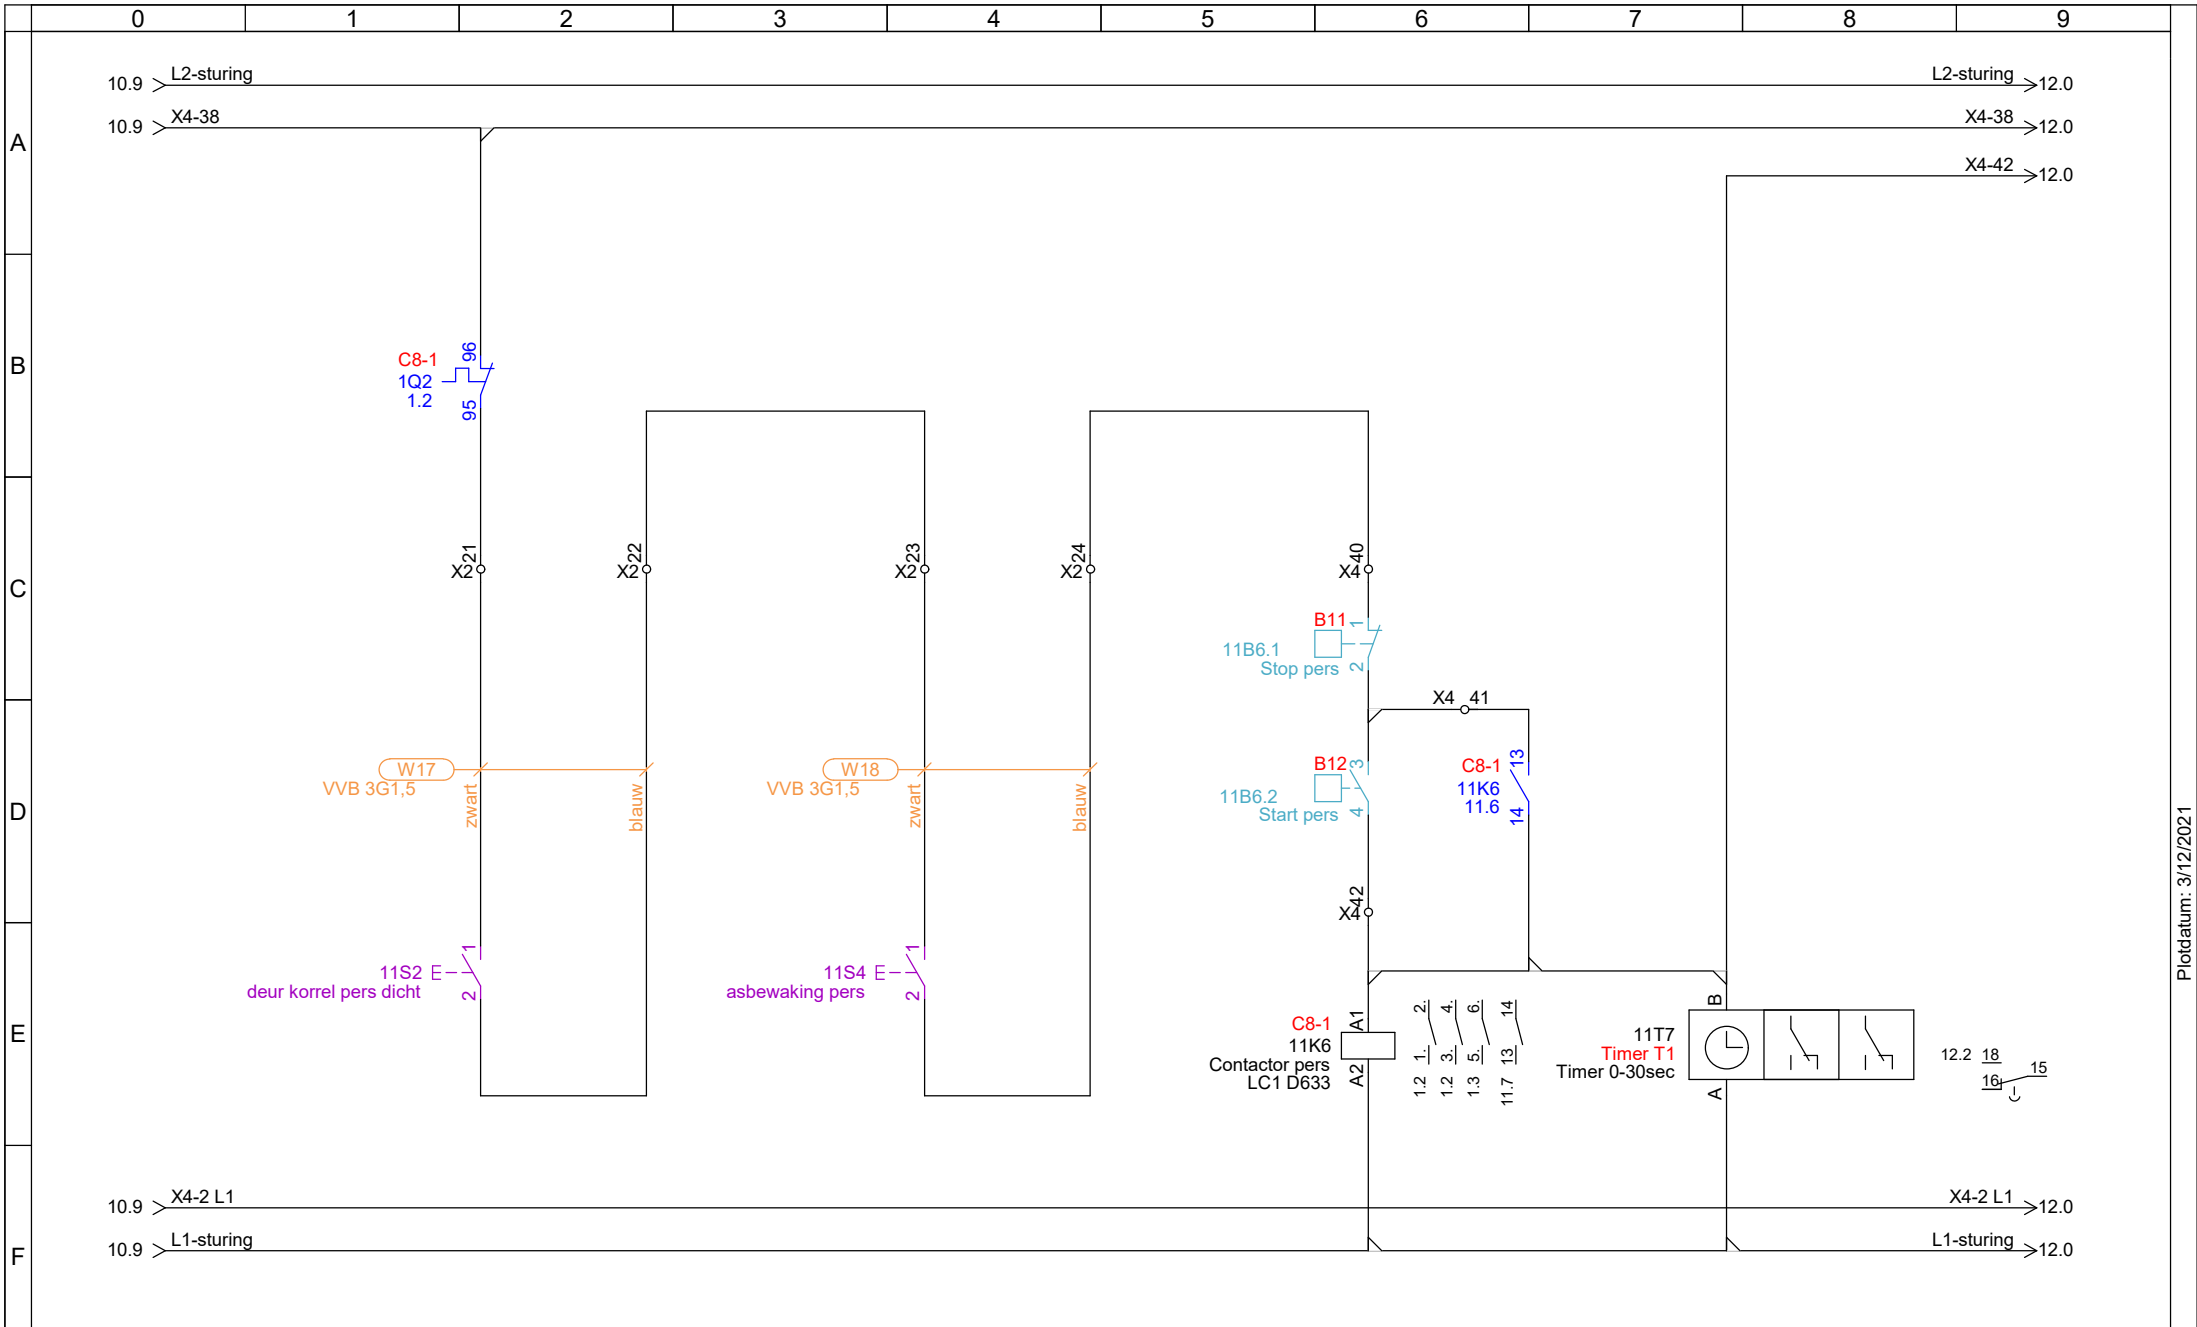 0 1 2 3 4 5 6 7 8 9
10.9 L2-sturing L2-sturing 12.0
10.9 X4-38 X4-38 12.0
A
X4-42 12.0
B
C8-1 96
1Q2
1.2 95
X2 21
X2 22
X2 23
X2 24
X4 40
C
B11 1
11B6.1
Stop pers 2
X4 41
W17
VVB 3G1,5
zwart
blauw
W18
VVB 3G1,5
zwart
blauw
B12 3
11B6.2
Start pers 4
C8-1 13
11K6
11.6 14
D
X4 42
11S2 1
deur korrel pers dicht 2
11S4 1
asbewaking pers 2
E
C8-1 A1
11K6
Contactor pers
LC1 D633 A2
2. 4. 6. 14
1. 3. 5. 13
1.2 1.2 1.3 11.7
B
11T7
Timer T1
Timer 0-30sec
A
12.2 18
15
16
10.9 X4-2 L1 X4-2 L1 12.0
10.9 L1-sturing L1-sturing 12.0
F
Plotdatum: 3/12/2021